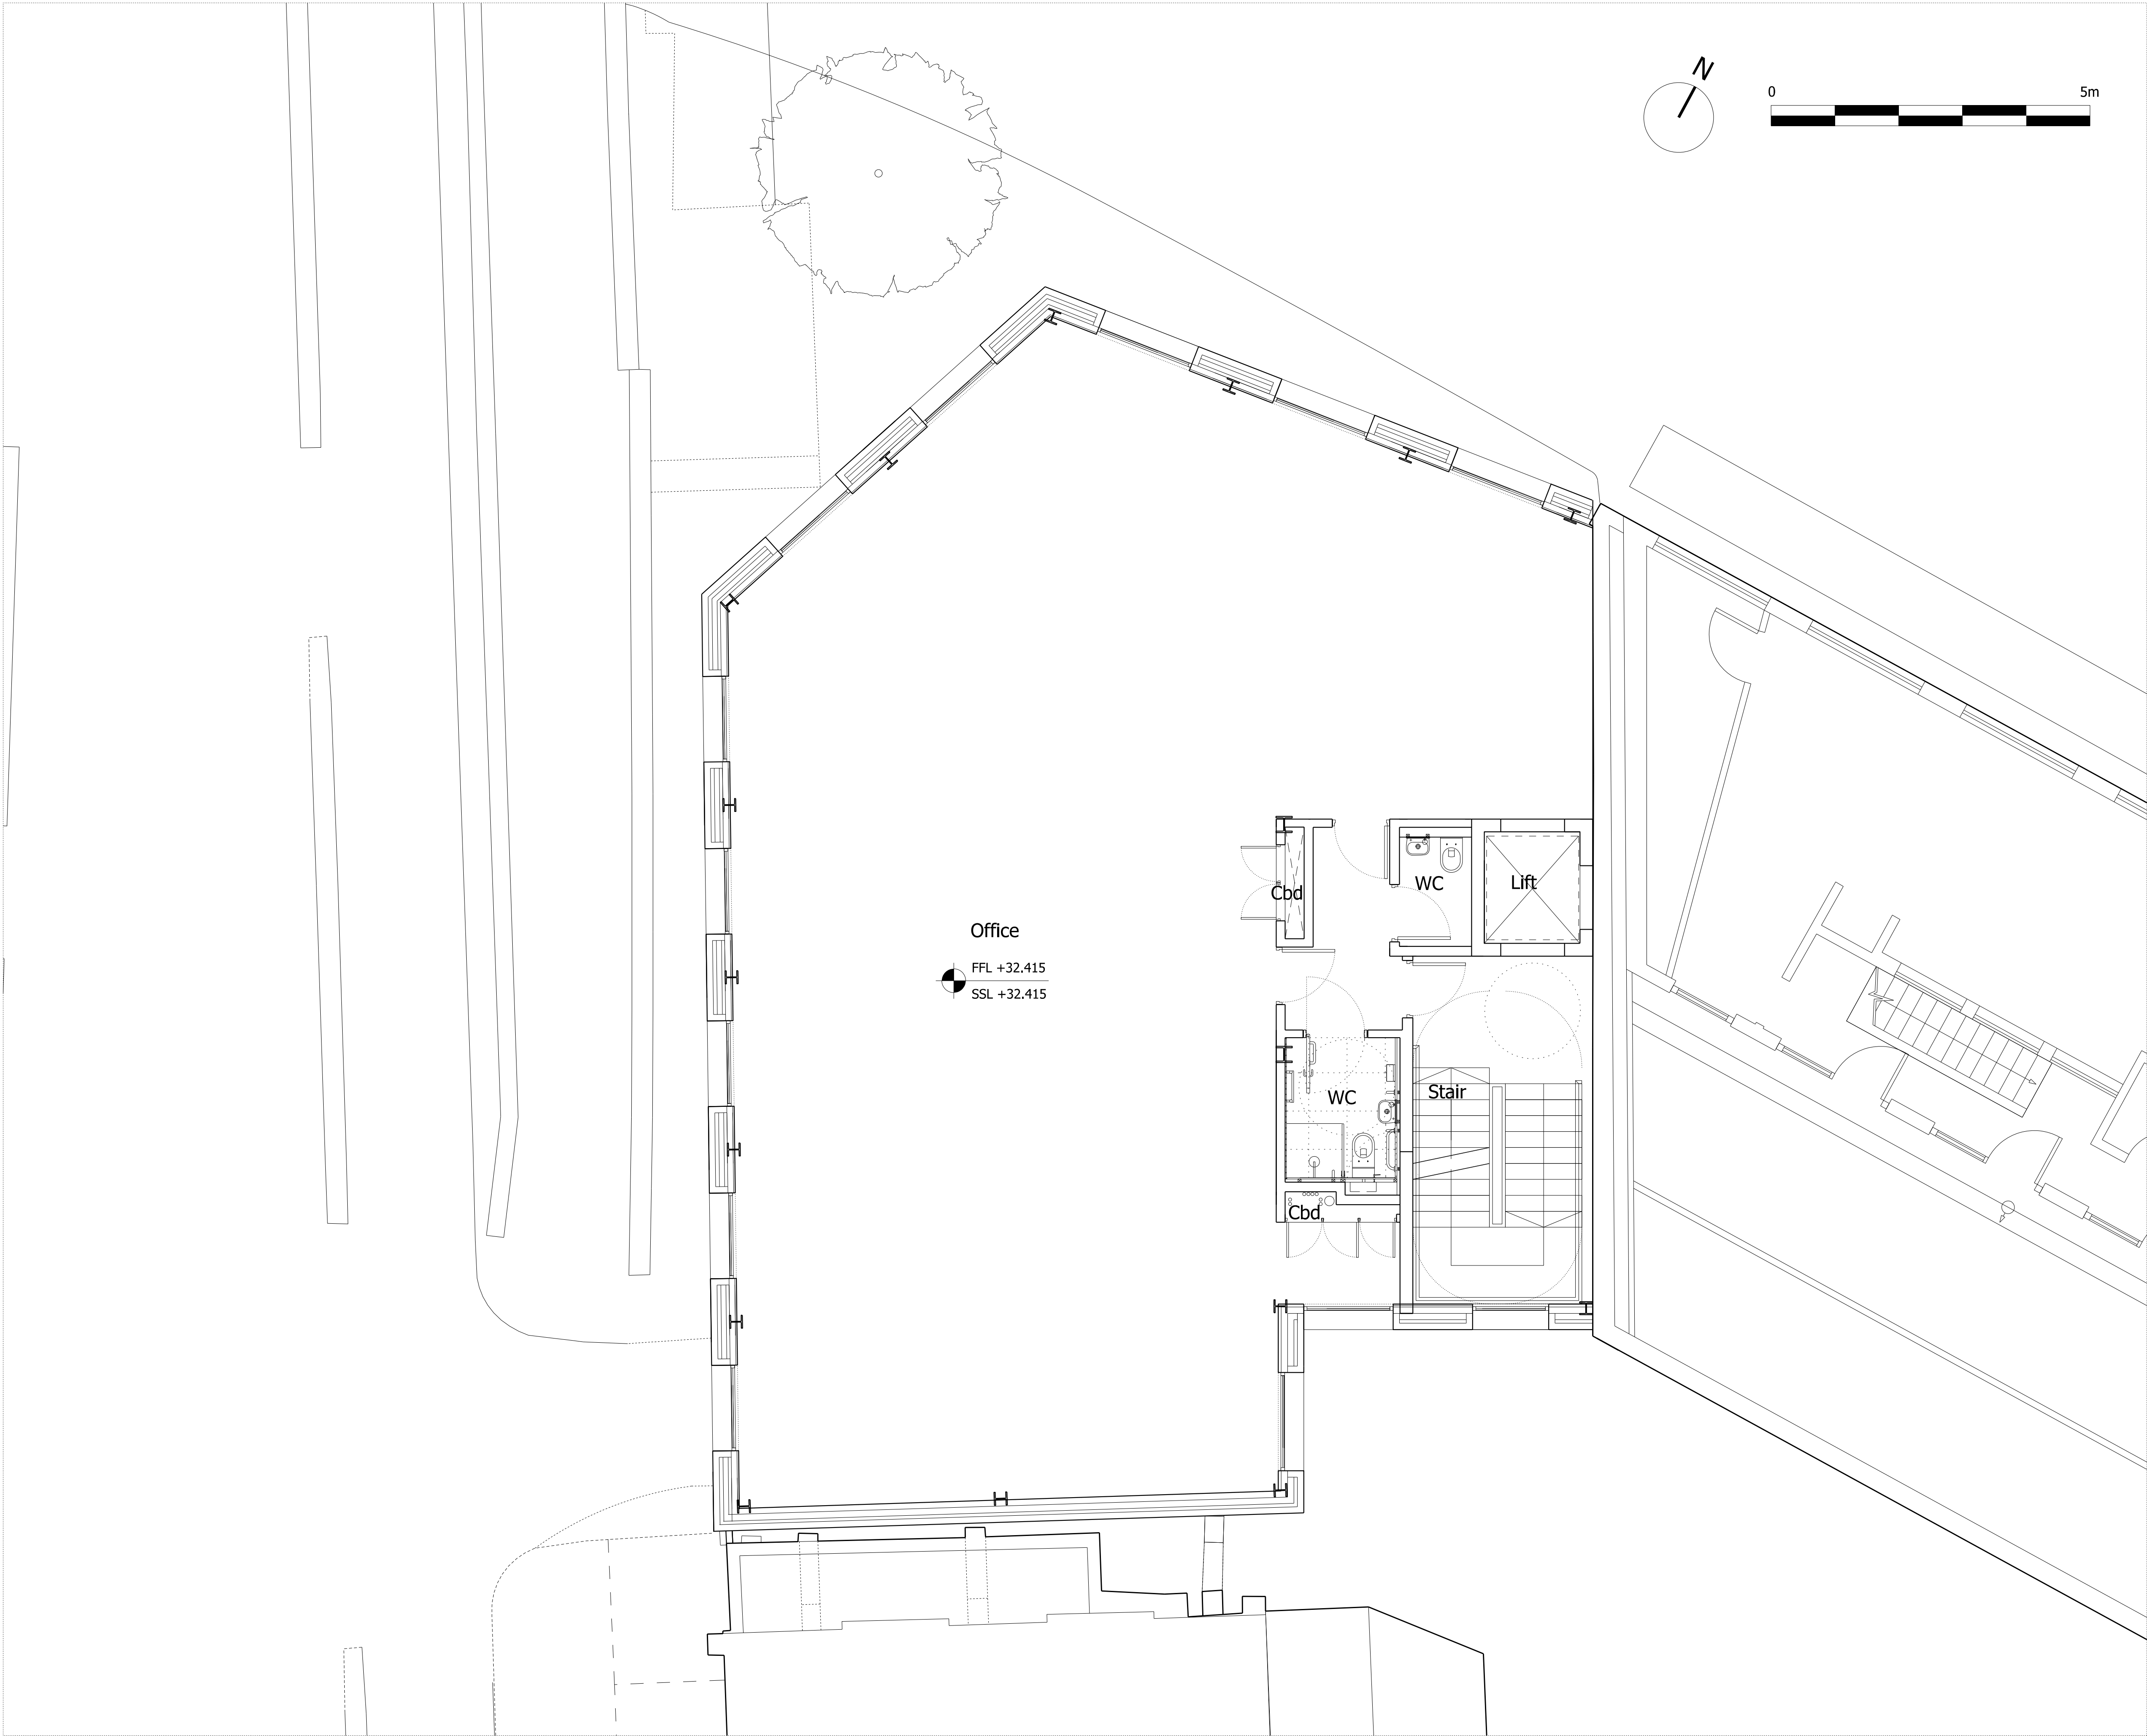 N
0 5m
WC
Lift
Cbd
Office
FFL +32.415
SSL +32.415
WC
Stair
Cbd